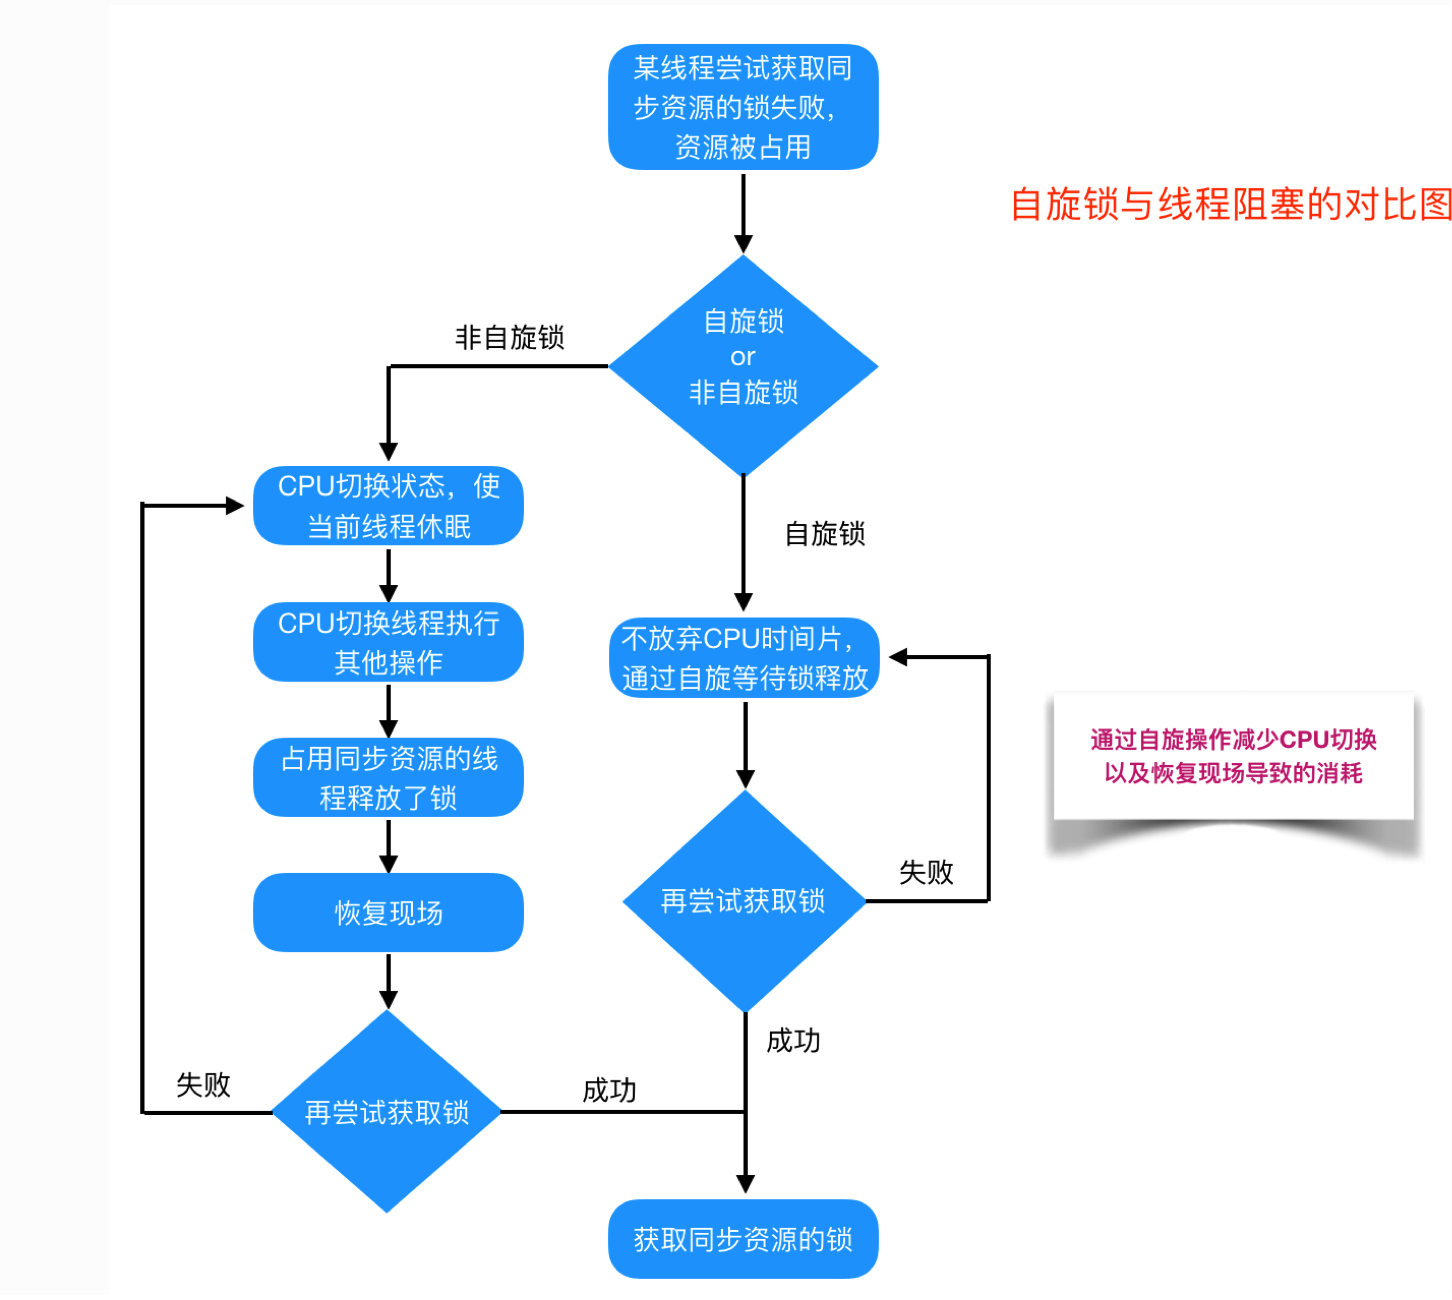 某线程尝试获取同
步资源的锁失败，
资源被占用
自旋锁与线程阻塞的对比图
自旋锁
or
非自旋锁
非自旋锁
自旋锁
CPU切换状态，使
当前线程休眠
CPU切换线程执行
其他操作
占用同步资源的线
程释放了锁
恢复现场
再尝试获取锁
失败
成功
不放弃CPU时间片，
通过自旋等待锁释放
再尝试获取锁
失败
成功
通过自旋操作减少CPU切换
以及恢复现场导致的消耗
获取同步资源的锁